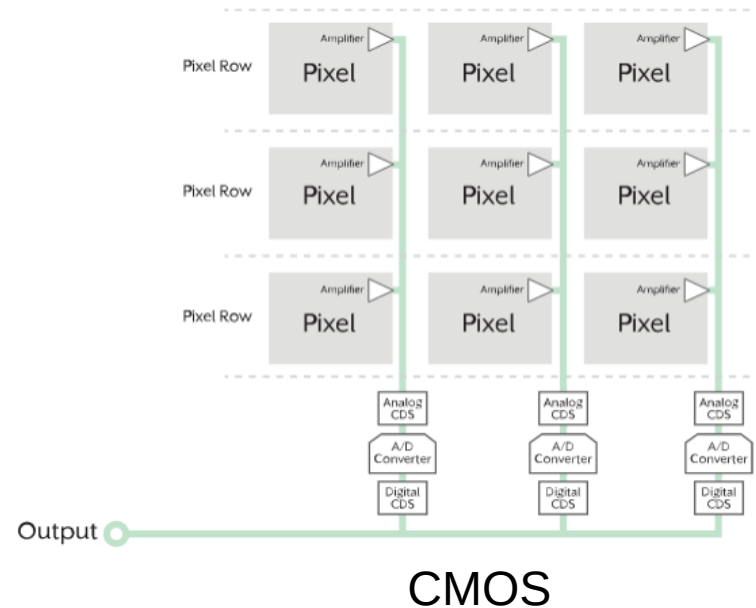 Amplifier Amplifier Amplifier
Pixel Row Pixel Pixel Pixel
Amplifier Amplifier Amplifier
Pixel Row Pixel Pixel Pixel
Amplifier Amplifier Amplifier
Pixel Row Pixel Pixel Pixel
Analog Analog Analog
CDS CDS CDS
A/D A/D A/D
Converter Converter Converter
Digital Digital Digital
CDS CDS CDS
Output
CMOS